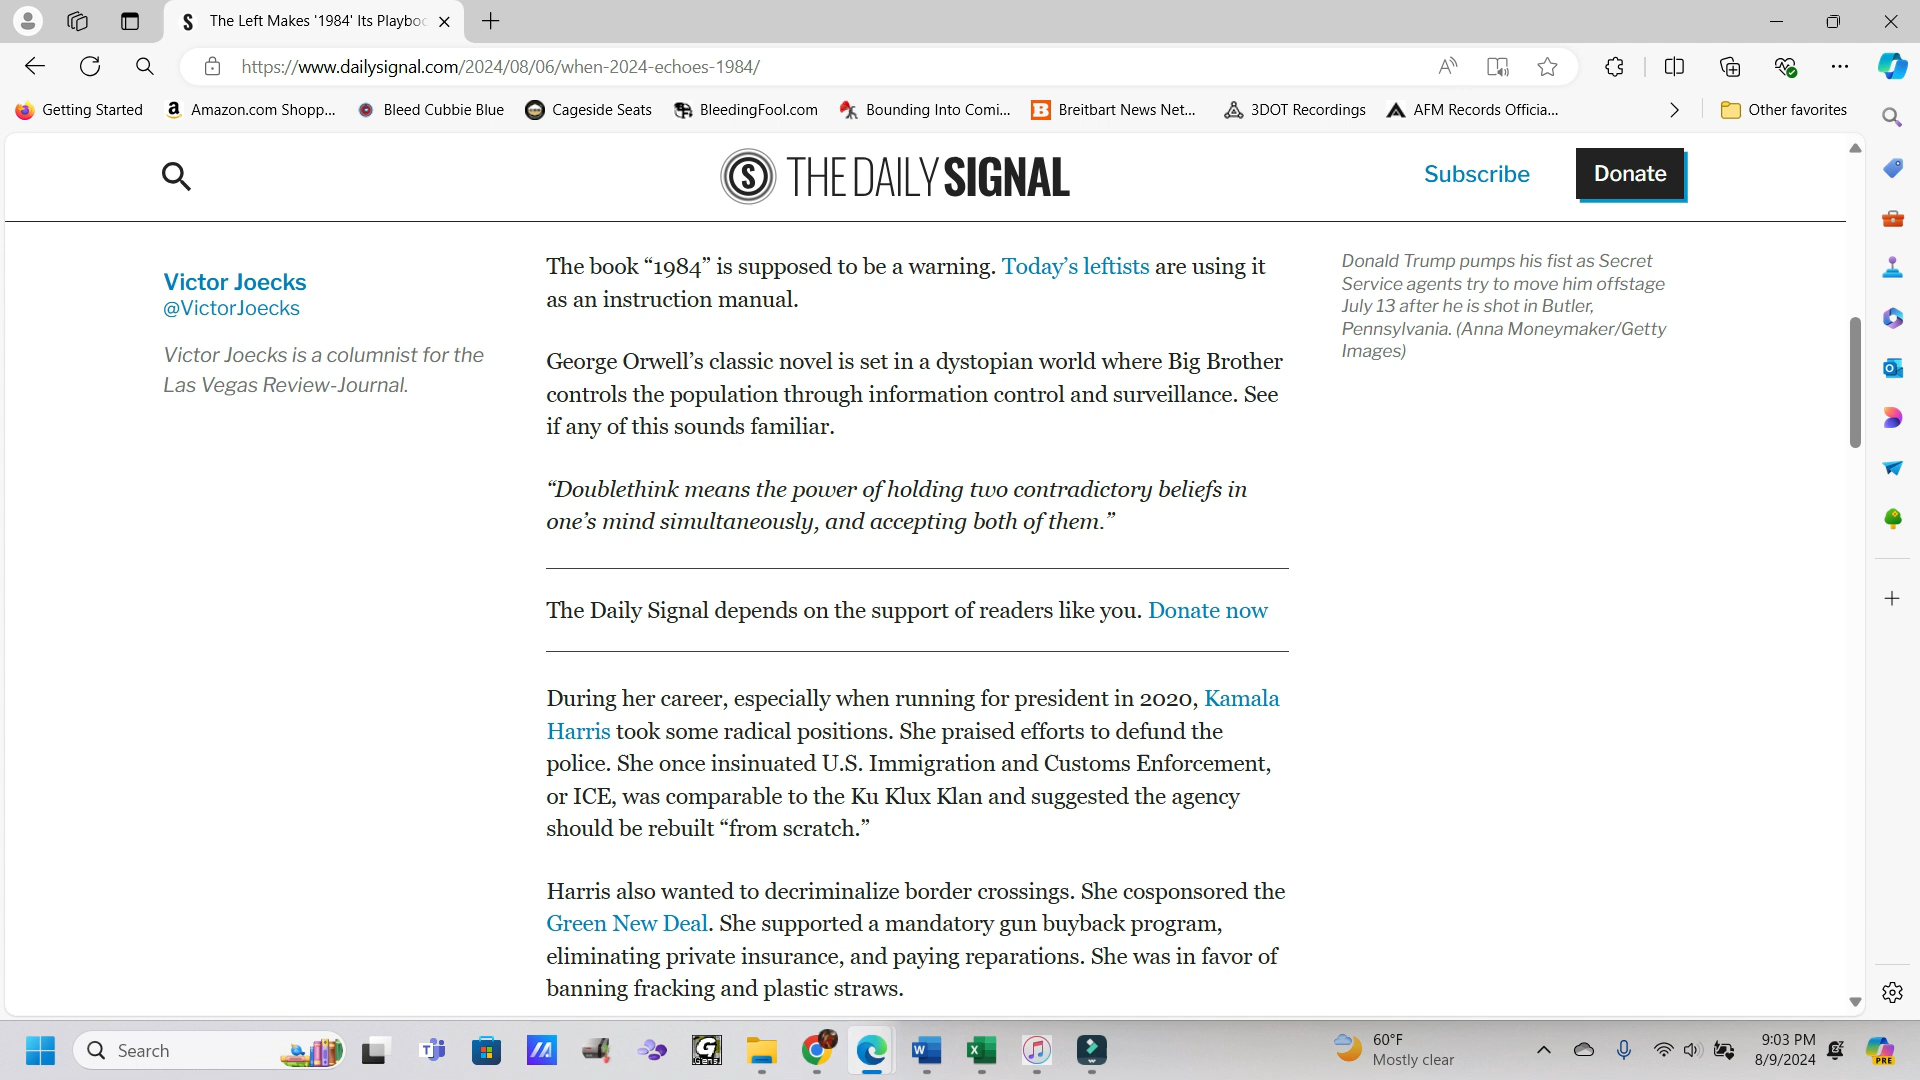 The Left Makes '1984' Its Playbo
https://www.dailysignal.com/2024/08/06/when-2024-echoes-1984/
Getting Started
Amazon.com Shopp...
Bleed Cubbie Blue
Cageside Seats
BleedingFool.com
Bounding Into Comi...
Breitbart News Net...
3DOT Recordings
AFM Records Officia...
Other favorites
THE DAILY SIGNAL
Subscribe
Donate
Victor Joecks
@VictorJoecks
Victor Joecks is a columnist for the
Las Vegas Review-Journal.
The book “1984” is supposed to be a warning. Today’s leftists are using it
as an instruction manual.
George Orwell’s classic novel is set in a dystopian world where Big Brother
controls the population through information control and surveillance. See
if any of this sounds familiar.
“Doublethink means the power of holding two contradictory beliefs in
one’s mind simultaneously, and accepting both of them.”
The Daily Signal depends on the support of readers like you. Donate now
During her career, especially when running for president in 2020, Kamala
Harris took some radical positions. She praised efforts to defund the
police. She once insinuated U.S. Immigration and Customs Enforcement,
or ICE, was comparable to the Ku Klux Klan and suggested the agency
should be rebuilt “from scratch.”
Harris also wanted to decriminalize border crossings. She cosponsored the
Green New Deal. She supported a mandatory gun buyback program,
eliminating private insurance, and paying reparations. She was in favor of
banning fracking and plastic straws.
Donald Trump pumps his fist as Secret
Service agents try to move him offstage
July 13 after he is shot in Butler,
Pennsylvania. (Anna Moneymaker/Getty
Images)
Search
60°F
Mostly clear
9:03 PM
8/9/2024
PRE